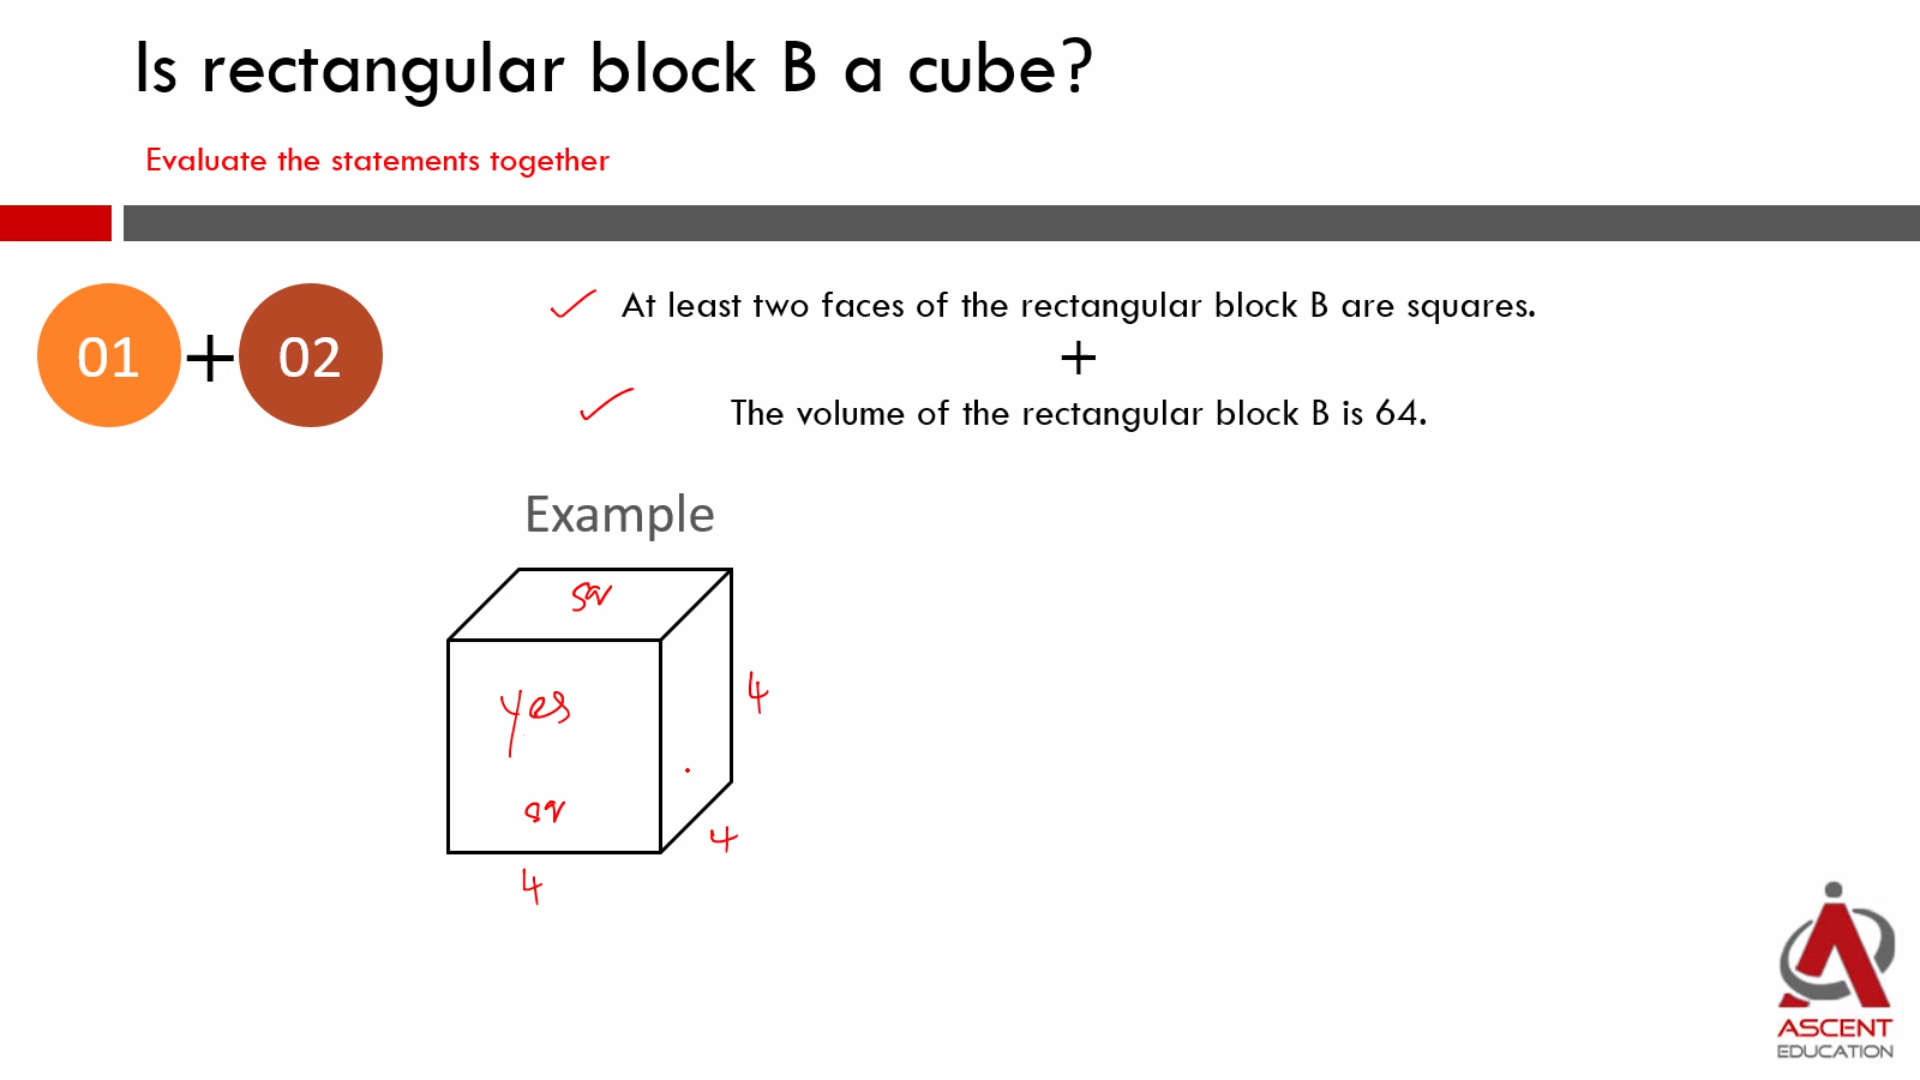 Is rectangular block B a cube?
Evaluate the statements together
01 + 02
At least two faces of the rectangular block B are squares.
+
The volume of the rectangular block B is 64.
Example
sq
yes
4
sq
4
4
ASCENT
EDUCATION